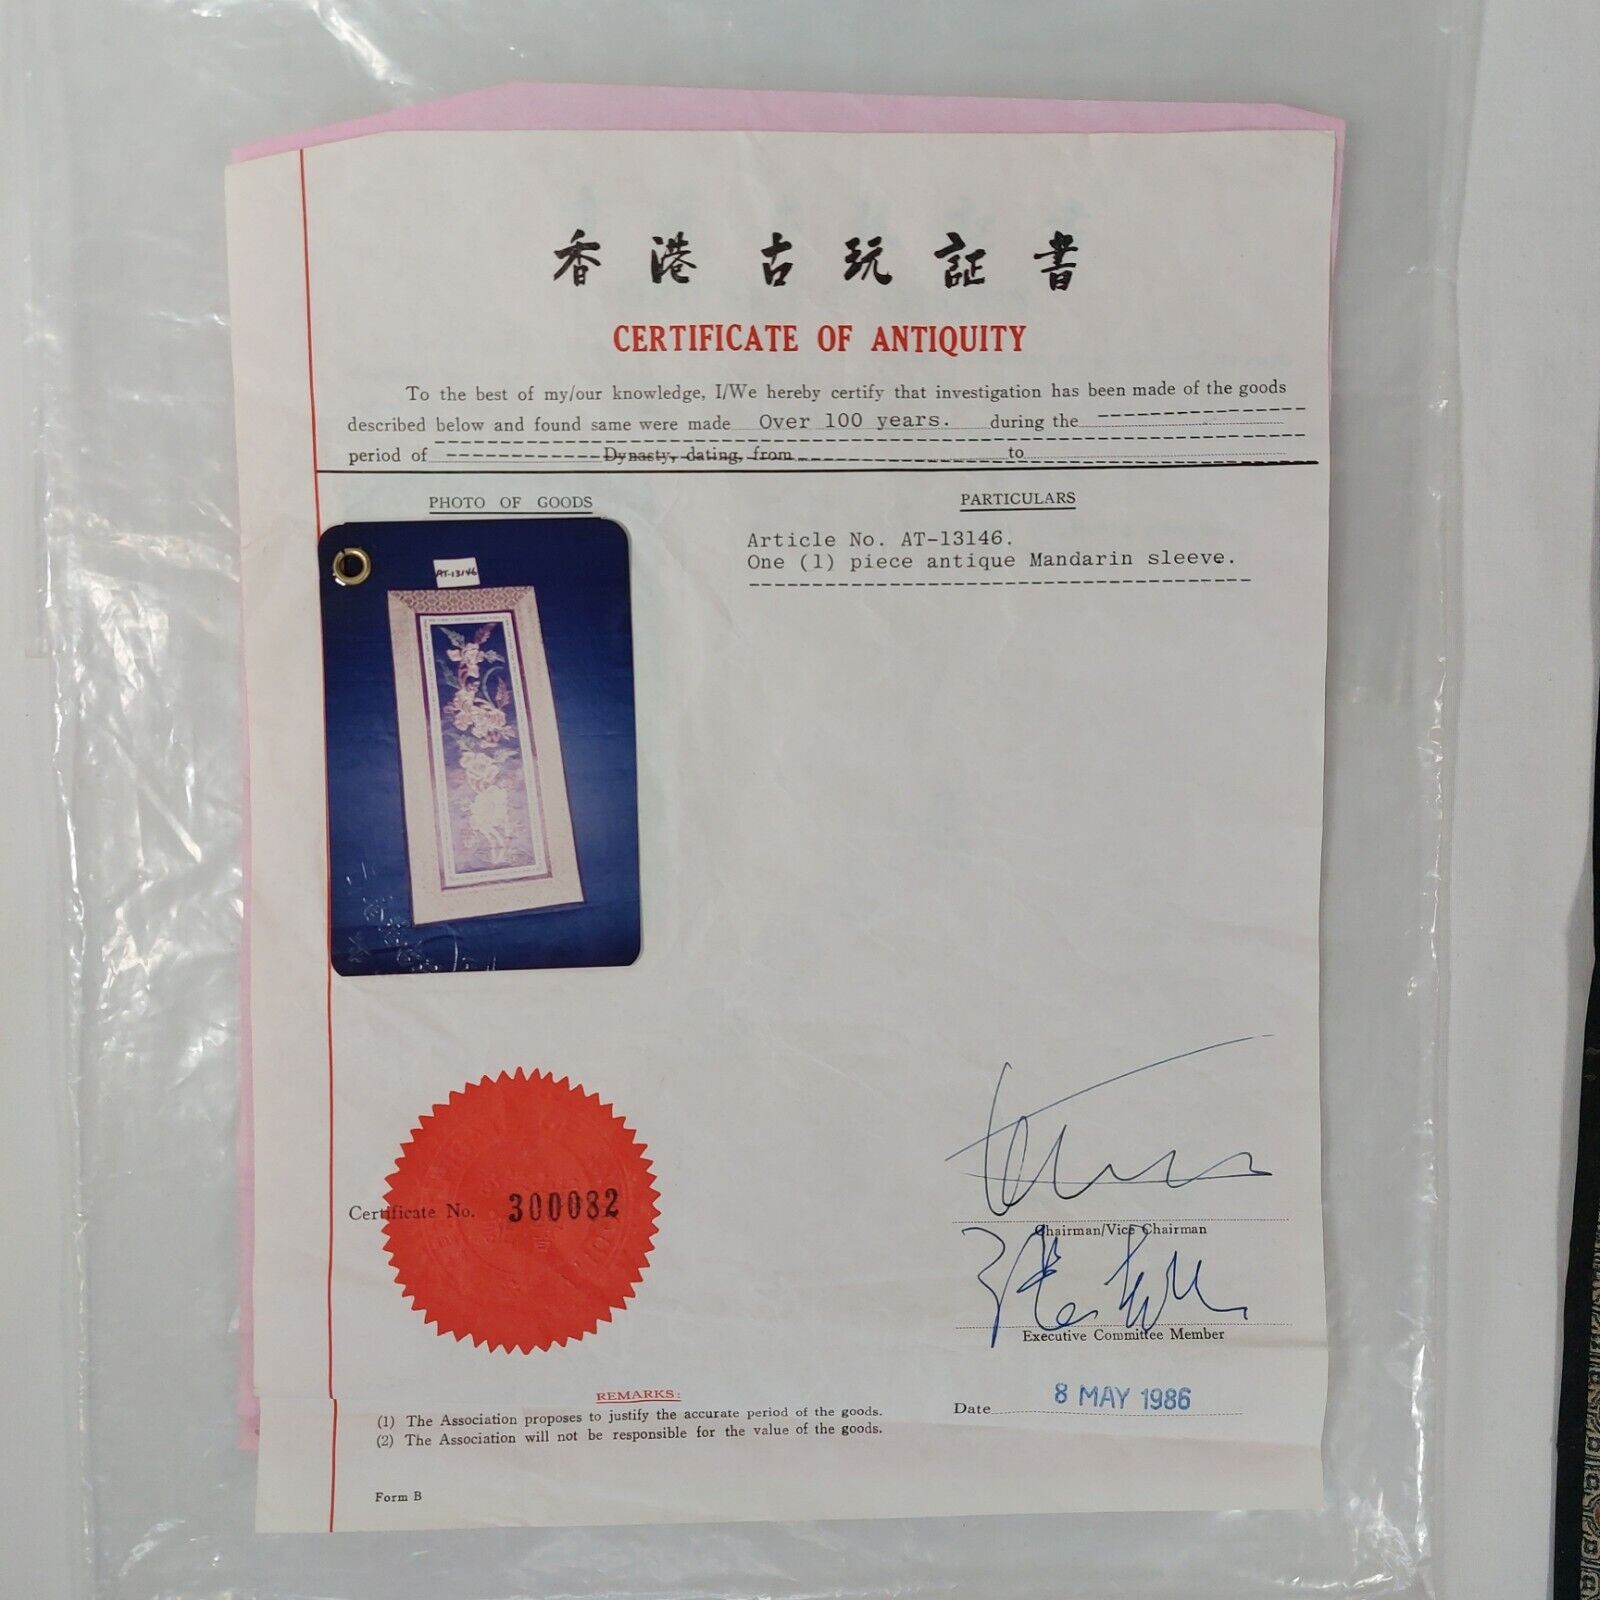 香港古玩証書
CERTIFICATE OF ANTIQUITY
To the best of my/our knowledge, I/We hereby certify that investigation has been made of the goods
described below and found same were made Over 100 years. during the
period of Dynasty, dating, from to
PHOTO OF GOODS
PARTICULARS
AT-13146
Article No. AT-13146.
One (1) piece antique Mandarin sleeve.
Certificate No. 300082
Chairman/Vice Chairman
Executive Committee Member
REMARKS:
(1) The Association proposes to justify the accurate period of the goods.
(2) The Association will not be responsible for the value of the goods.
Date 8 MAY 1986
Form B